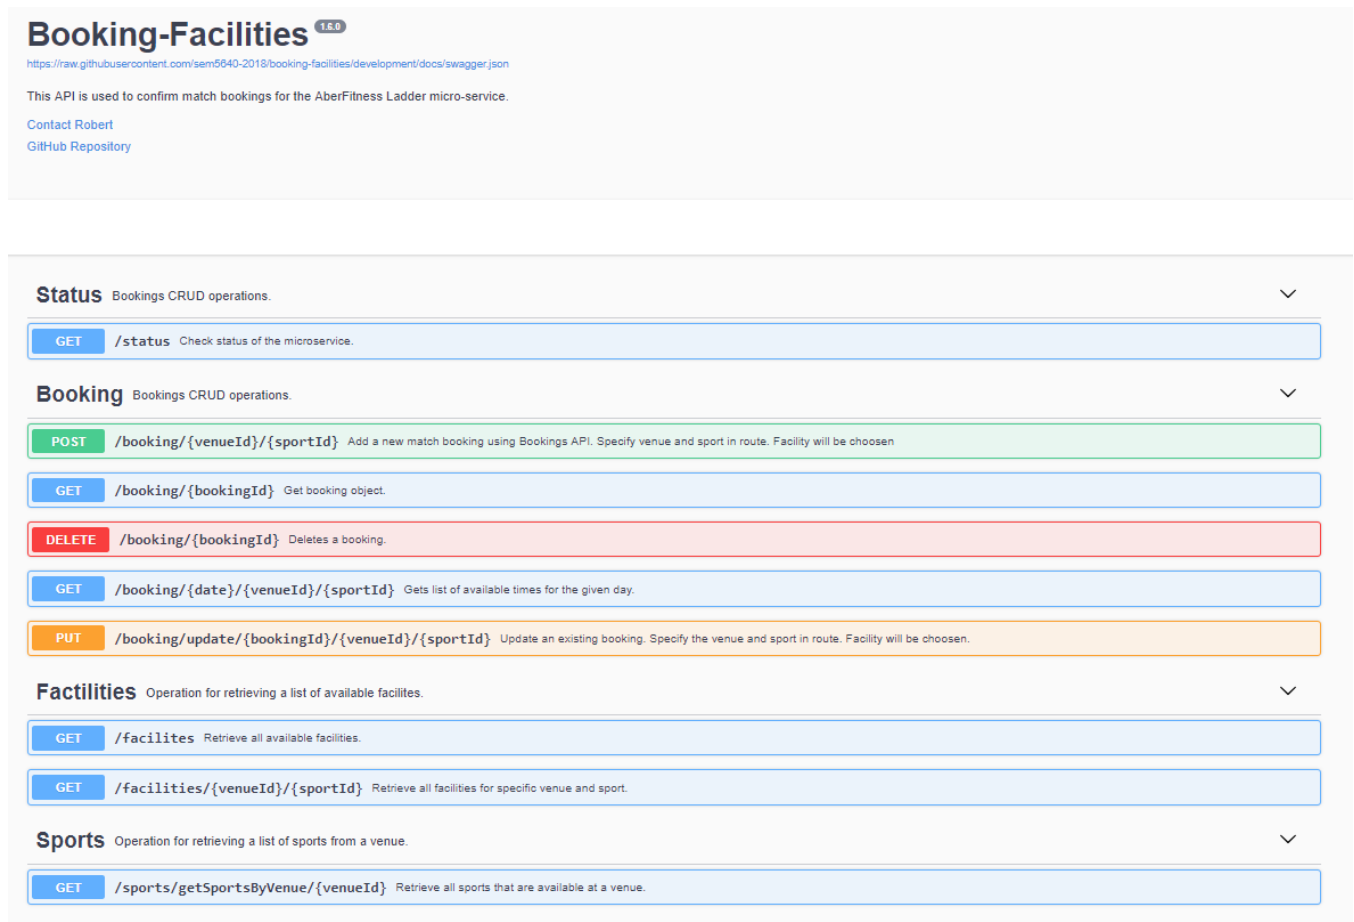 Booking-Facilities 1.6.0
https://raw.githubusercontent.com/sem5640-2018/booking-facilities/development/docs/swagger.json
This API is used to confirm match bookings for the AberFitness Ladder micro-service.
Contact Robert
GitHub Repository
Status Bookings CRUD operations.
GET /status Check status of the microservice.
Booking Bookings CRUD operations.
POST /booking/{venueId}/{sportId} Add a new match booking using Bookings API. Specify venue and sport in route. Facility will be choosen
GET /booking/{bookingId} Get booking object.
DELETE /booking/{bookingId} Deletes a booking.
GET /booking/{date}/{venueId}/{sportId} Gets list of available times for the given day.
PUT /booking/update/{bookingId}/{venueId}/{sportId} Update an existing booking. Specify the venue and sport in route. Facility will be choosen.
Factilities Operation for retrieving a list of available facilites.
GET /facilites Retrieve all available facilities.
GET /facilities/{venueId}/{sportId} Retrieve all facilities for specific venue and sport.
Sports Operation for retrieving a list of sports from a venue.
GET /sports/getSportsByVenue/{venueId} Retrieve all sports that are available at a venue.